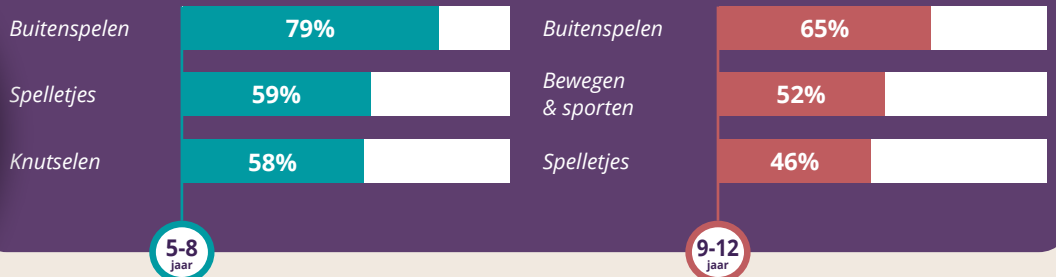 Buitenspelen
79%
Spelletjes
59%
Knutselen
58%
5-8
jaar
Buitenspelen
65%
Bewegen
& sporten
52%
Spelletjes
46%
9-12
jaar